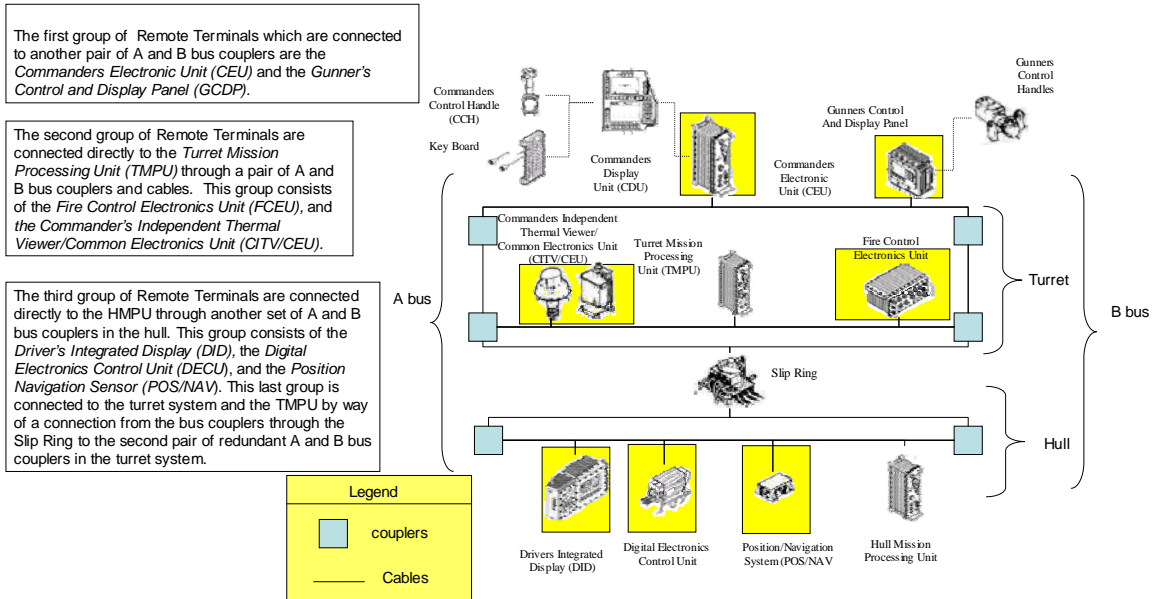 The first group of Remote Terminals which are connected
to another pair of A and B bus couplers are the
Commanders Electronic Unit (CEU) and the Gunner's
Control and Display Panel (GCDP).
The second group of Remote Terminals are
connected directly to the Turret Mission
Processing Unit (TMPU) through a pair of A and
B bus couplers and cables. This group consists
of the Fire Control Electronics Unit (FCEU), and
the Commander's Independent Thermal
Viewer/Common Electronics Unit (CITV/CEU).
The third group of Remote Terminals are connected
directly to the HMPU through another set of A and B
bus couplers in the hull. This group consists of the
Driver's Integrated Display (DID), the Digital
Electronics Control Unit (DECU), and the Position
Navigation Sensor (POS/NAV). This last group is
connected to the turret system and the TMPU by way
of a connection from the bus couplers through the
Slip Ring to the second pair of redundant A and B bus
couplers in the turret system.
Legend
couplers
Cables
A bus
Commanders
Control Handle
(CCH)
Key Board
Commanders
Display
Unit (CDU)
Commanders
Electronic
Unit (CEU)
Gunners Control
And Display Panel
Gunners
Control
Handles
Commanders Independent
Thermal Viewer/
Common Electronics Unit
(CITV/CEU)
Turret Mission
Processing
Unit (TMPU)
Fire Control
Electronics Unit
Turret
B bus
Slip Ring
Hull
Drivers Integrated
Display (DID)
Digital Electronics
Control Unit
Position/Navigation
System (POS/NAV
Hull Mission
Processing Unit